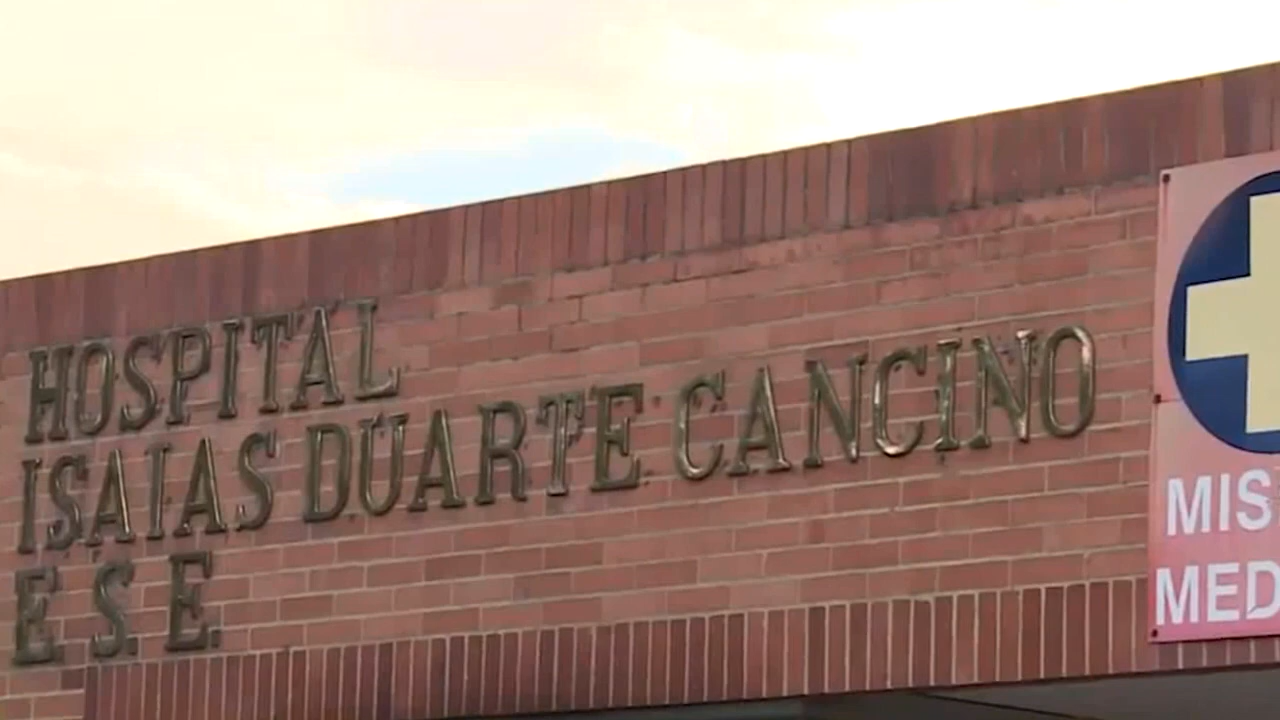 HOSPITAL
ISAIAS DUARTE CANCINO
E.S.E.
MIS
MED